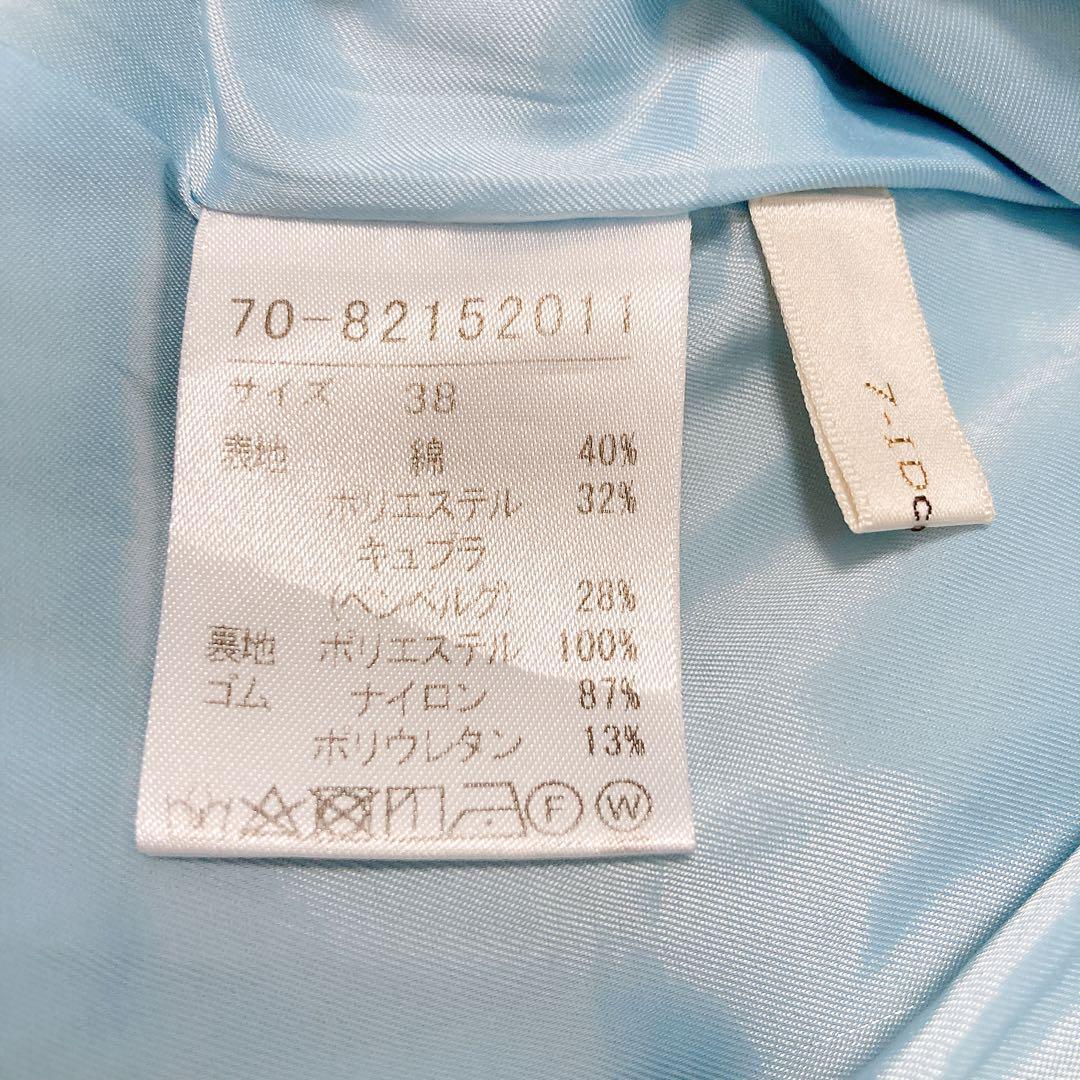 70-82152011
サイズ 38
表地 綿 40%
ポリエステル 32%
キュプラ
(ベンベルグ) 28%
裏地 ポリエステル 100%
ゴム ナイロン 87%
ポリウレタン 13%
F W
7-IDc